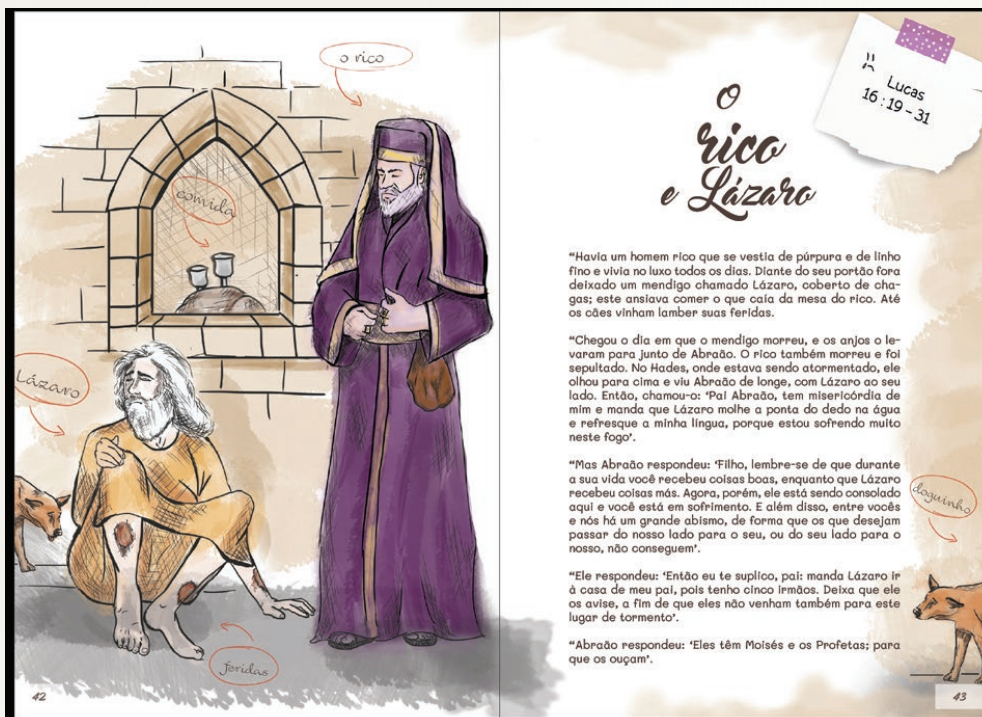 o rico
comida
Lázaro
feridas
42
Lucas
16:19-31
O
rico
e Lázaro
“Havia um homem rico que se vestia de púrpura e de linho
fino e vivia no luxo todos os dias. Diante do seu portão fora
deixado um mendigo chamado Lázaro, coberto de cha-
gas; este ansiava comer o que caía da mesa do rico. Até
os cães vinham lamber suas feridas.
“Chegou o dia em que o mendigo morreu, e os anjos o le-
varam para junto de Abraão. O rico também morreu e foi
sepultado. No Hades, onde estava sendo atormentado, ele
olhou para cima e viu Abraão de longe, com Lázaro ao seu
lado. Então, chamou-o: ‘Pai Abraão, tem misericórdia de
mim e manda que Lázaro molhe a ponta do dedo na água
e refresque a minha língua, porque estou sofrendo muito
neste fogo’.
“Mas Abraão respondeu: ‘Filho, lembre-se de que durante
a sua vida você recebeu coisas boas, enquanto que Lázaro
recebeu coisas más. Agora, porém, ele está sendo consolado
aqui e você está em sofrimento. E além disso, entre vocês
e nós há um grande abismo, de forma que os que desejam
passar do nosso lado para o seu, ou do seu lado para o
nosso, não conseguem’.
“Ele respondeu: ‘Então eu te suplico, pai: manda Lázaro ir
à casa de meu pai, pois tenho cinco irmãos. Deixa que ele
os avise, a fim de que eles não venham também para este
lugar de tormento’.
“Abraão respondeu: ‘Eles têm Moisés e os Profetas; para
que os ouçam’.
doguinho
43